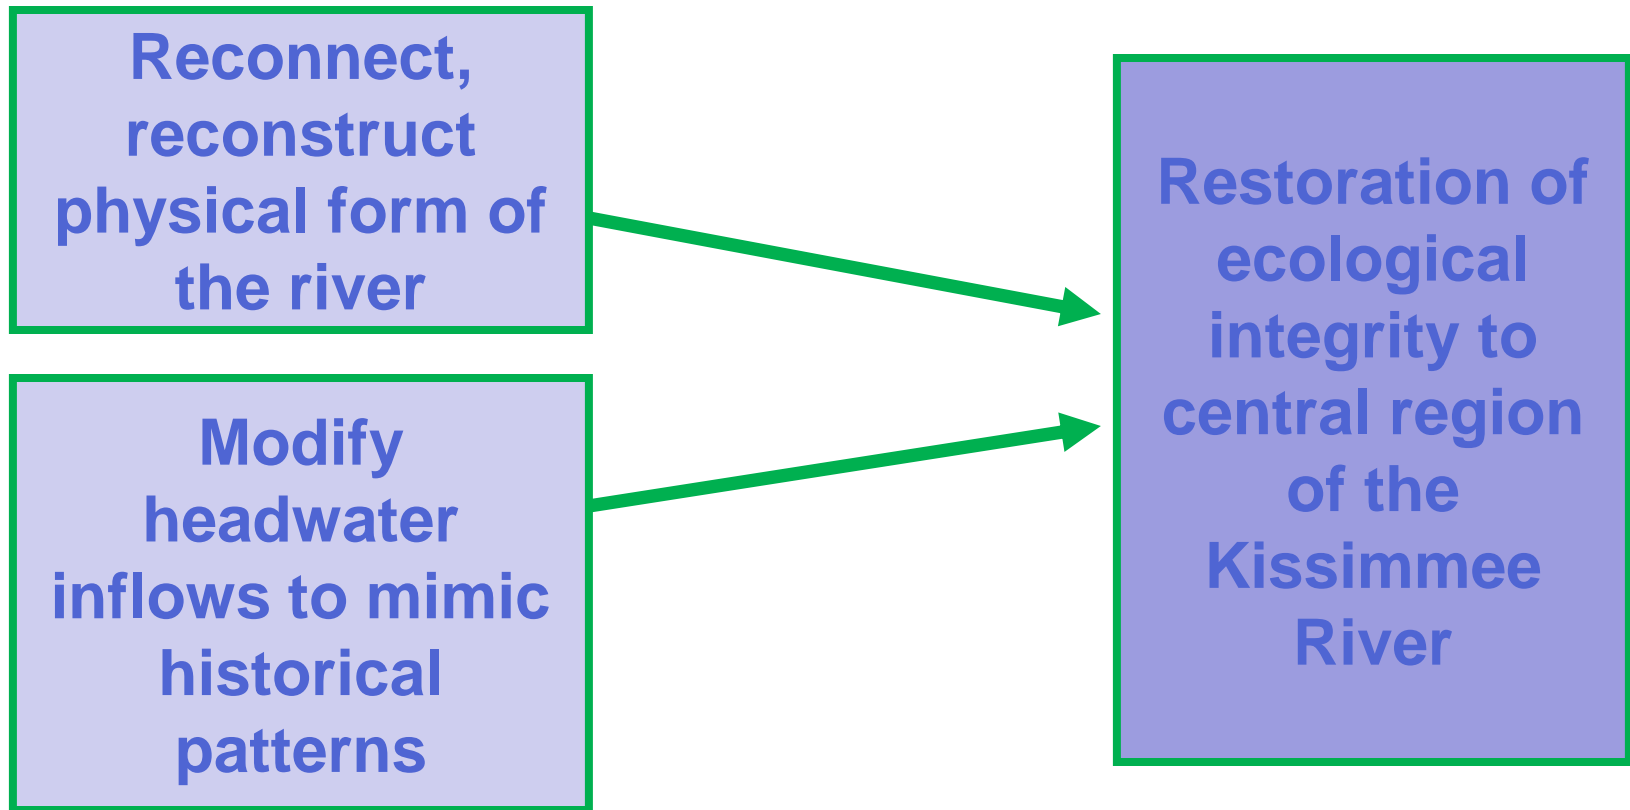 Reconnect,
reconstruct
physical form of
the river
Modify
headwater
inflows to mimic
historical
patterns
Restoration of
ecological
integrity to
central region
of the
Kissimmee
River